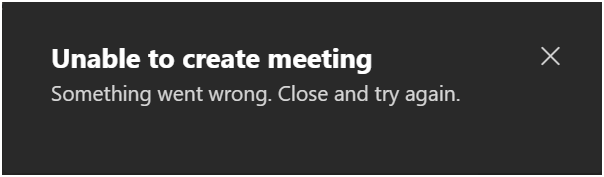 Unable to create meeting
Something went wrong. Close and try again.